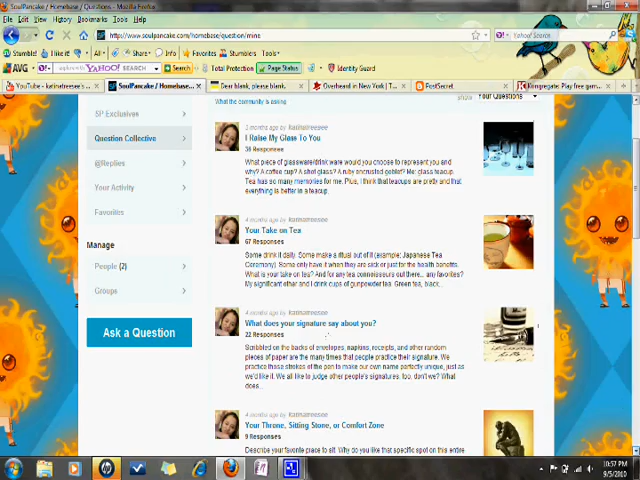 SoulPancake / Homebase / Questions - Mozilla Firefox
File Edit View History Bookmarks Tools Help
http://www.soulpancake.com/homebase/question/mine
Yahoo! Search
Stumble! I like it! All Share Info Favorites Stumblers Tools
AVG YAHOO! SEARCH Search Total Protection Page Status Identity Guard
YouTube - katinatreesee's... SoulPancake / Homebase... Dear blank, please blank. Overheard in New York | T... PostSecret Kongregate: Play free gam...
What the community is asking
photo Your Questions
SP Exclusives
Question Collective
@Replies
Your Activity
Favorites
Manage
People (2)
Groups
Ask a Question
months ago by katinatreesee
I Raise My Glass To You
38 Responses
What piece of glassware/drink ware would you choose to represent you and
why? A coffee cup? A shot glass? A ruby encrusted goblet? Me: glass teacup.
Tea has so many memories for me. Plus, I think that teacups are pretty and that
everything is better in a teacup.
4 months ago by katinatreesee
Your Take on Tea
67 Responses
Some drink it daily. Some make a ritual out of it (example: Japanese Tea
Ceremony). Some only have it when they are sick or just for the health benefits.
What is your take on tea? And for any tea connoisseurs out there... any favorites?
My significant other and I drink cups of gunpowder tea. Green tea, black...
4 months ago by katinatreesee
What does your signature say about you?
22 Responses
Scribbled on the backs of envelopes, napkins, receipts, and other random
pieces of paper are the many times that people practice their signature. We
practice those strokes of the pen to make our own name perfectly unique, just as
we'd like it. We all like to judge other people's signatures, too, don't we? What
does...
4 months ago by katinatreesee
Your Throne, Sitting Stone, or Comfort Zone
9 Responses
Describe your favorite place to sit. Why do you like that specific spot on this entire
10:57 PM
9/5/2010